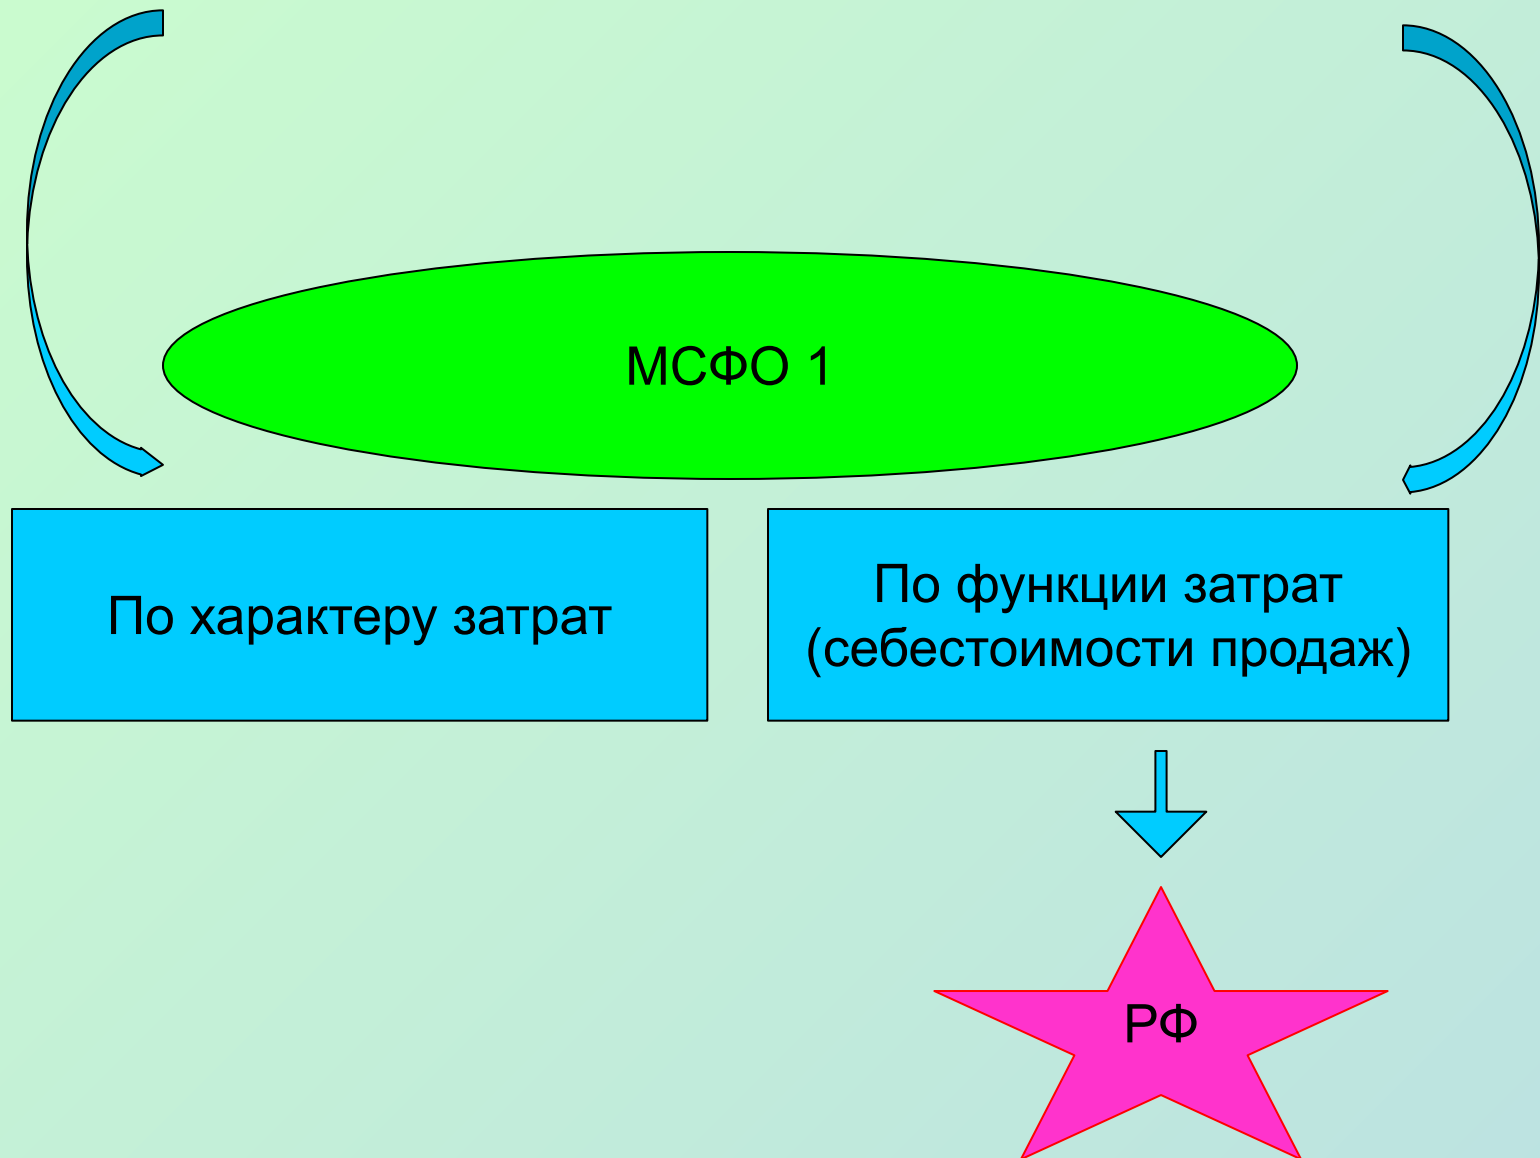 МСФО 1
По характеру затрат
По функции затрат
(себестоимости продаж)
РФ